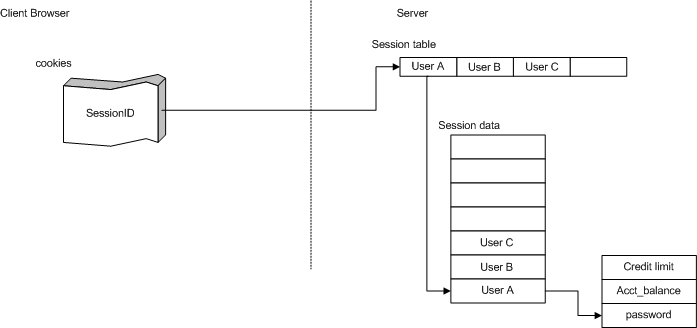 Client Browser
Server
Session table
cookies
User A
User B
User C
SessionID
Session data
User C
User B
User A
Credit limit
Acct_balance
password